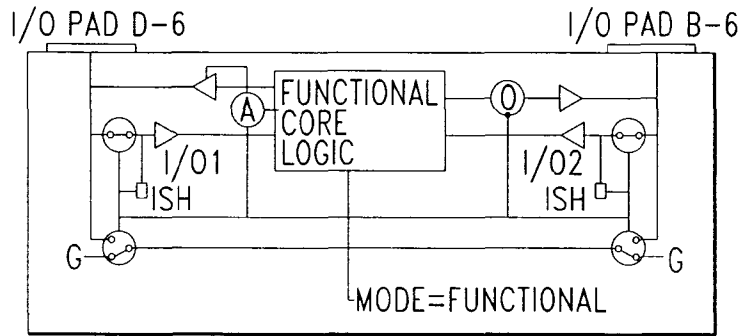 I/O PAD D-6
I/O PAD B-6
FUNCTIONAL
CORE
LOGIC
A
O
I/O1
I/O2
ISH
ISH
G
G
MODE=FUNCTIONAL